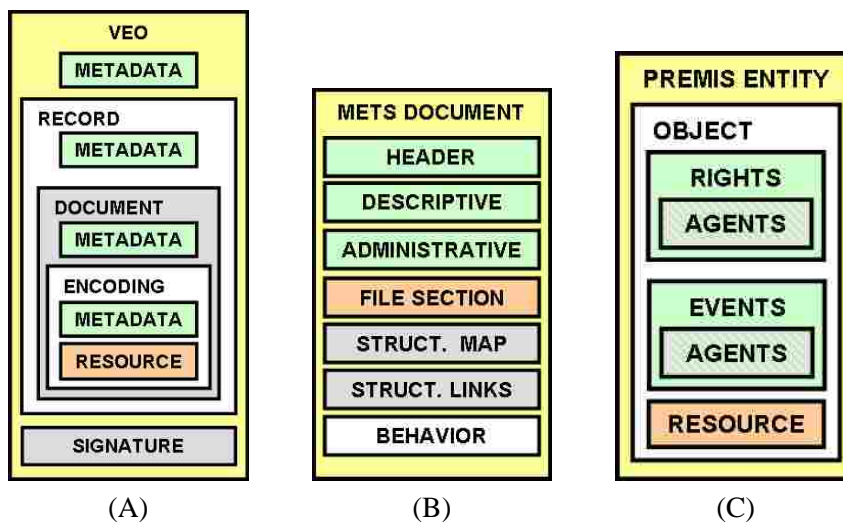 VEO
METADATA
RECORD
METADATA
DOCUMENT
METADATA
ENCODING
METADATA
RESOURCE
SIGNATURE
(A)
METS DOCUMENT
HEADER
DESCRIPTIVE
ADMINISTRATIVE
FILE SECTION
STRUCT. MAP
STRUCT. LINKS
BEHAVIOR
(B)
PREMIS ENTITY
OBJECT
RIGHTS
AGENTS
EVENTS
AGENTS
RESOURCE
(C)